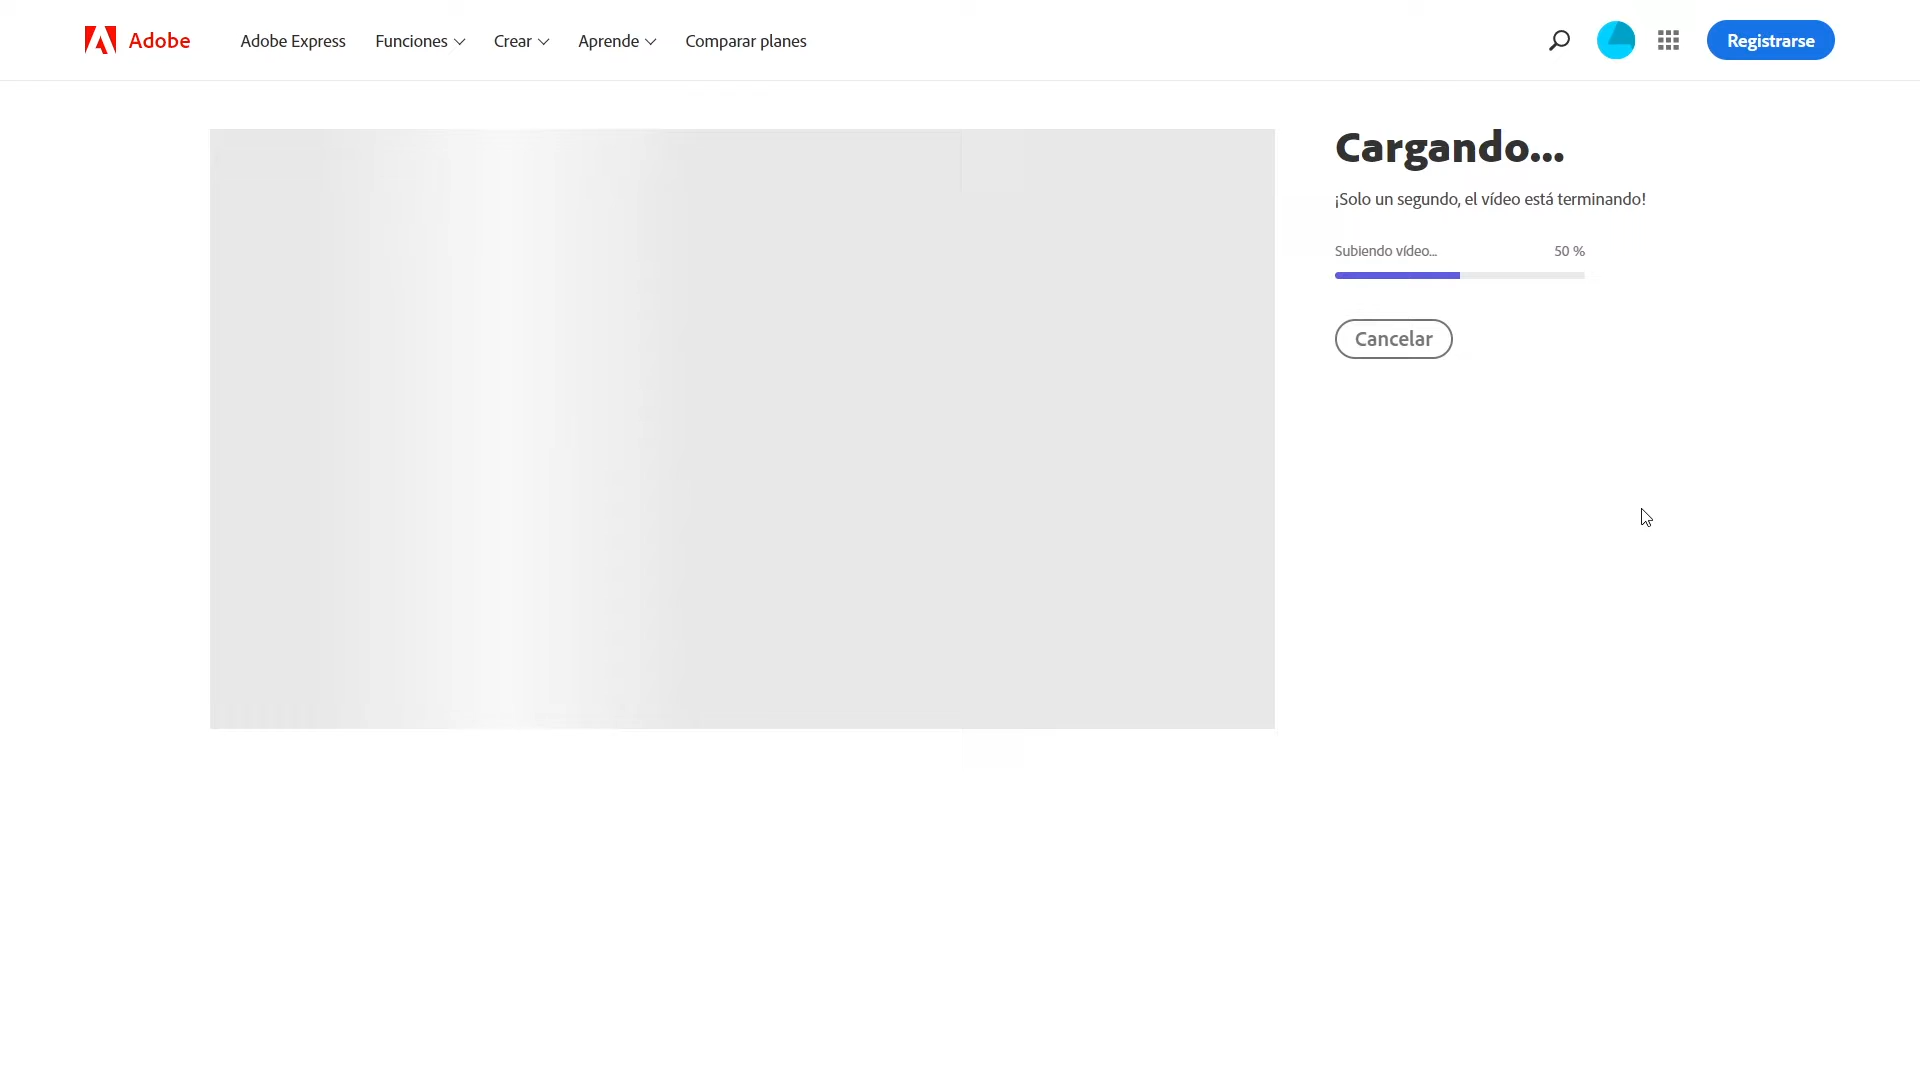 Adobe
Adobe Express
Funciones
Crear
Aprende
Comparar planes
Registrarse
Cargando...
¡Solo un segundo, el vídeo está terminando!
Subiendo vídeo... 50 %
Cancelar